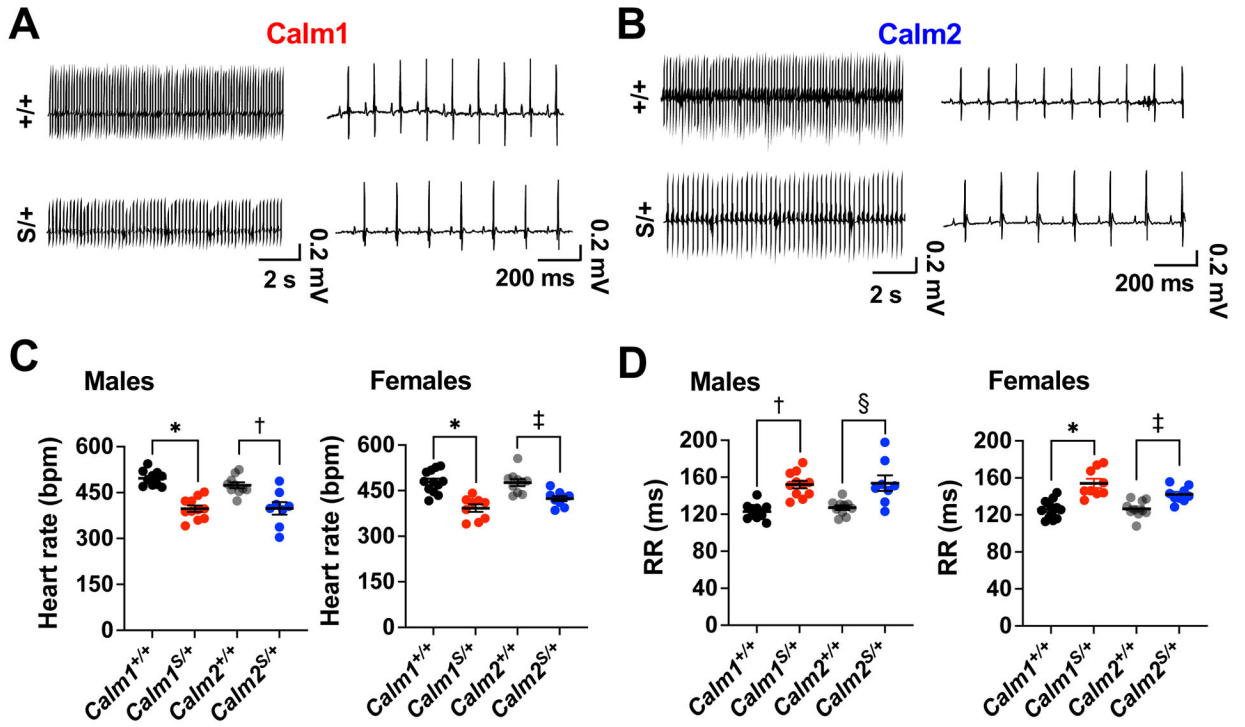 A
Calm1
+/+
S/+
2 s
0.2 mV
200 ms
0.2 mV
B
Calm2
+/+
S/+
2 s
0.2 mV
200 ms
0.2 mV
C
Males
Heart rate (bpm)
600
450
300
150
0
*
†
Calm1+/+
Calm1S/+
Calm2+/+
Calm2S/+
Females
Heart rate (bpm)
600
450
300
150
0
*
‡
Calm1+/+
Calm1S/+
Calm2+/+
Calm2S/+
D
Males
RR (ms)
200
160
120
80
40
0
†
§
Calm1+/+
Calm1S/+
Calm2+/+
Calm2S/+
Females
RR (ms)
200
160
120
80
40
0
*
‡
Calm1+/+
Calm1S/+
Calm2+/+
Calm2S/+